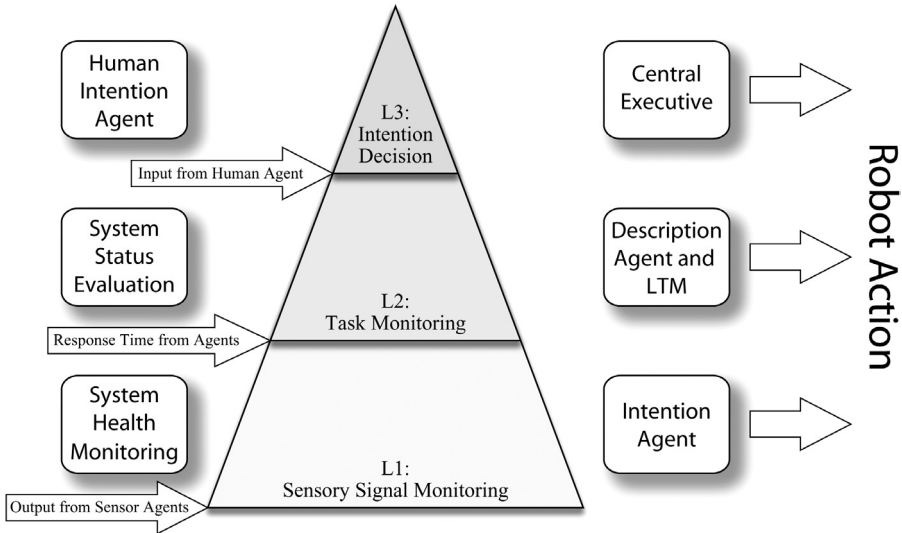 Human
Intention
Agent
L3:
Intention
Decision
Central
Executive
Input from Human Agent
System
Status
Evaluation
L2:
Task Monitoring
Description
Agent and
LTM
Response Time from Agents
System
Health
Monitoring
L1:
Sensory Signal Monitoring
Intention
Agent
Output from Sensor Agents
Robot Action